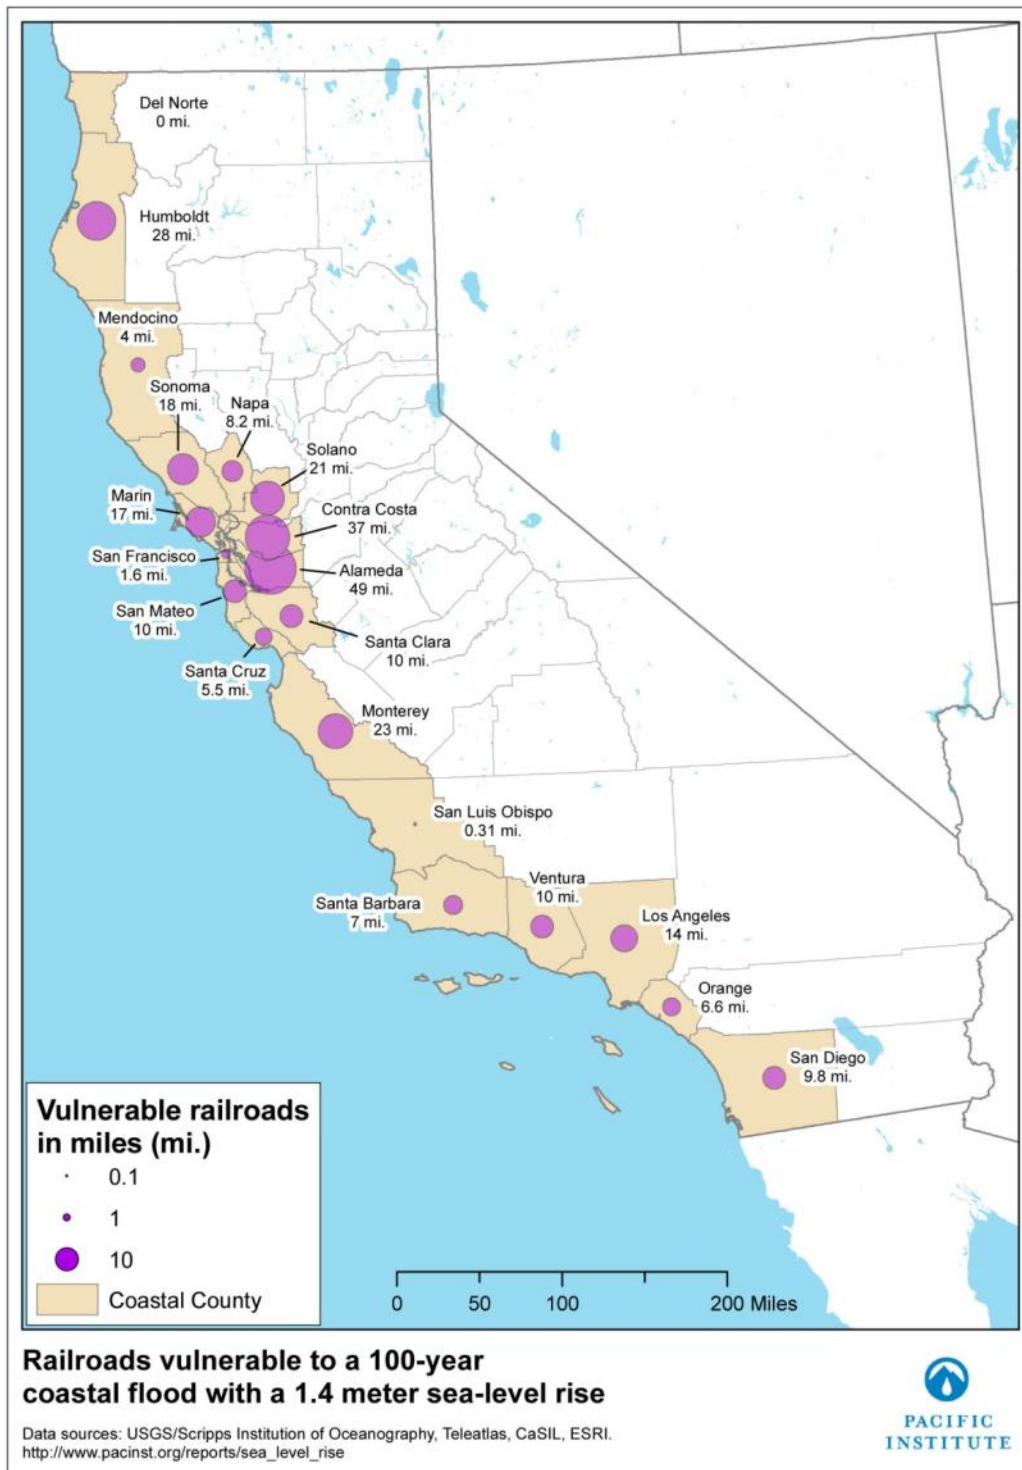 Del Norte
0 mi.
Humboldt
28 mi.
Mendocino
4 mi.
Sonoma
18 mi.
Napa
8.2 mi.
Solano
21 mi.
Marin
17 mi.
Contra Costa
37 mi.
San Francisco
1.6 mi.
Alameda
49 mi.
San Mateo
10 mi.
Santa Clara
10 mi.
Santa Cruz
5.5 mi.
Monterey
23 mi.
San Luis Obispo
0.31 mi.
Ventura
10 mi.
Santa Barbara
7 mi.
Los Angeles
14 mi.
Orange
6.6 mi.
San Diego
9.8 mi.
Vulnerable railroads
in miles (mi.)
0.1
1
10
Coastal County
0 50 100 200 Miles
Railroads vulnerable to a 100-year
coastal flood with a 1.4 meter sea-level rise
Data sources: USGS/Scripps Institution of Oceanography, Teleatlas, CaSIL, ESRI.
http://www.pacinst.org/reports/sea_level_rise
PACIFIC
INSTITUTE